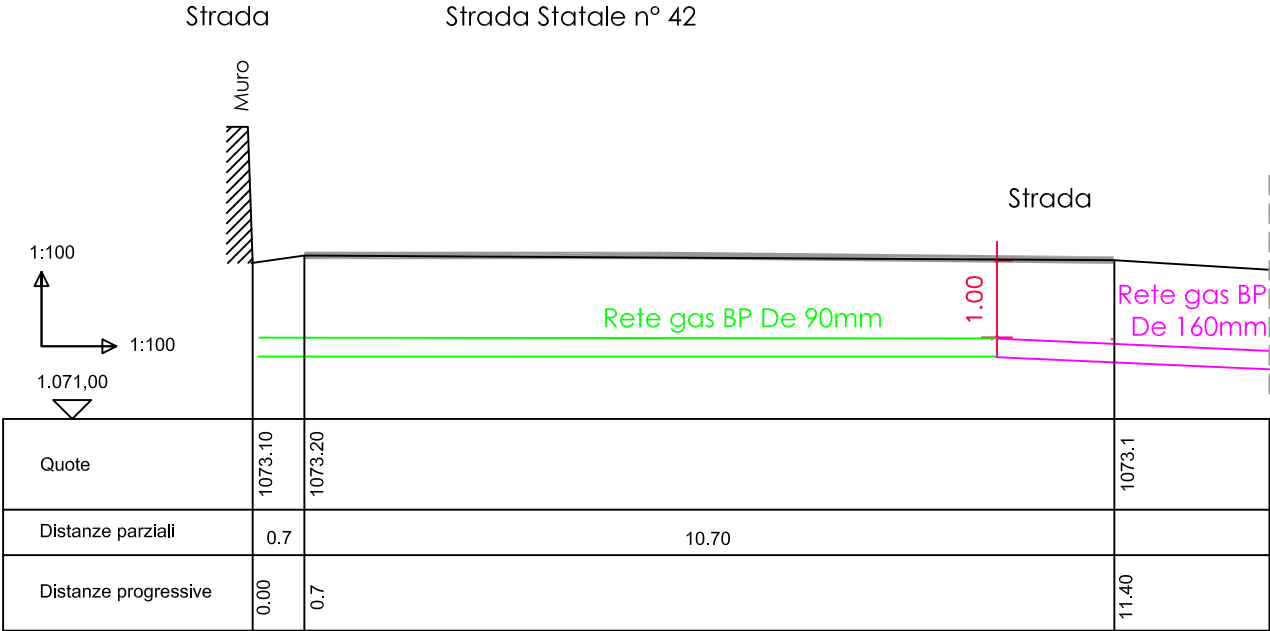 Strada
Strada Statale n° 42
Muro
Strada
1:100
1.00
Rete gas BP
De 160mm
Rete gas BP De 90mm
1:100
1.071,00
Quote
1073.10
1073.20
1073.1
Distanze parziali
0.7
10.70
Distanze progressive
0.00
0.7
11.40